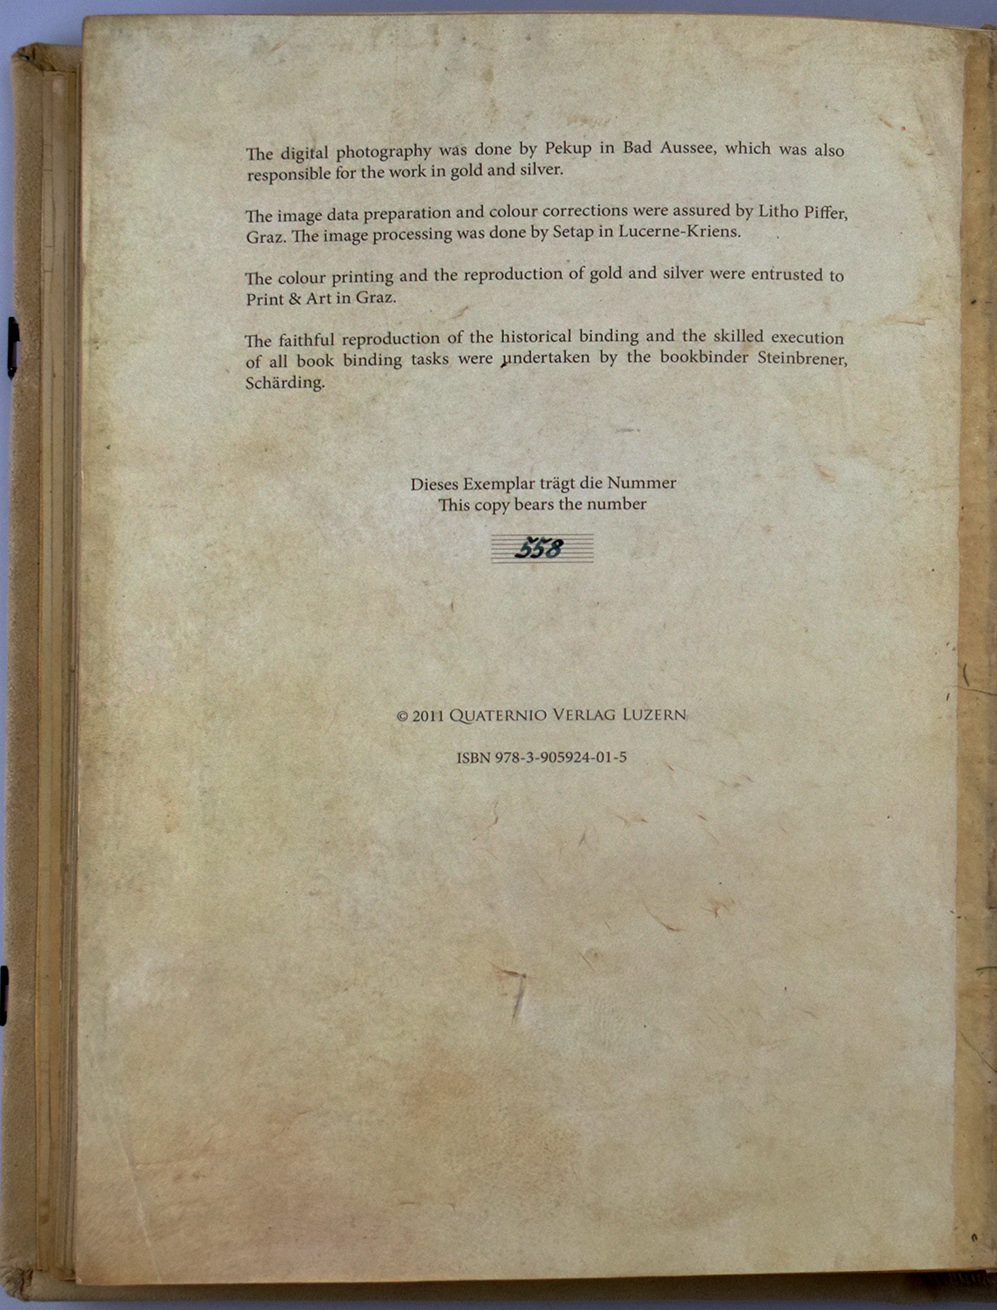 The digital photography was done by Pekup in Bad Aussee, which was also
responsible for the work in gold and silver.
The image data preparation and colour corrections were assured by Litho Piffer,
Graz. The image processing was done by Setap in Lucerne-Kriens.
The colour printing and the reproduction of gold and silver were entrusted to
Print & Art in Graz.
The faithful reproduction of the historical binding and the skilled execution
of all book binding tasks were undertaken by the bookbinder Steinbrener,
Schärding.
Dieses Exemplar trägt die Nummer
This copy bears the number
558
© 2011 Quaternio Verlag Luzern
ISBN 978-3-905924-01-5